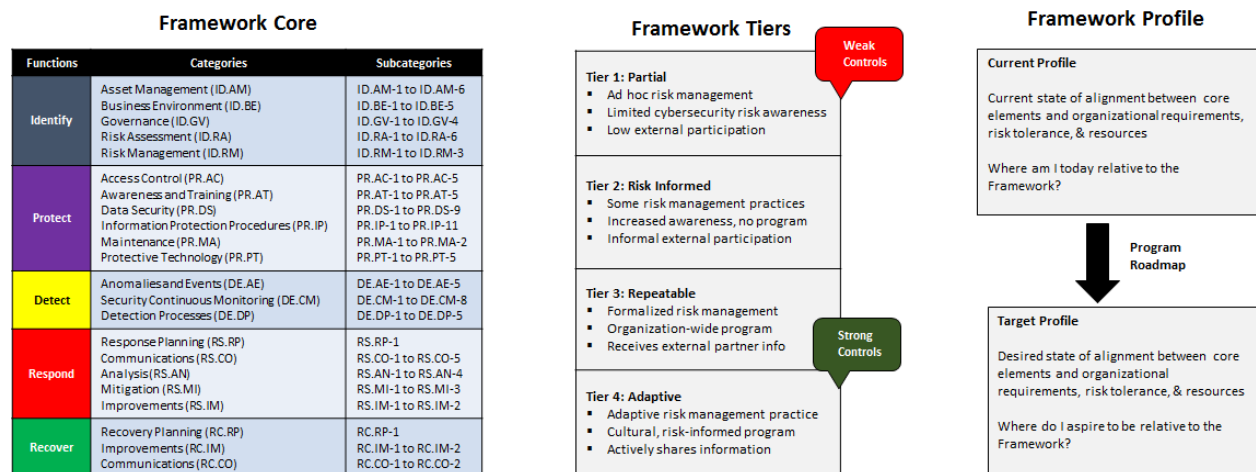 Framework Core
Functions Categories Subcategories
Identify
Asset Management (ID.AM) ID.AM-1 to ID.AM-6
Business Environment (ID.BE) ID.BE-1 to ID.BE-5
Governance (ID.GV) ID.GV-1 to ID.GV-4
Risk Assessment (ID.RA) ID.RA-1 to ID.RA-6
Risk Management (ID.RM) ID.RM-1 to ID.RM-3
Protect
Access Control (PR.AC) PR.AC-1 to PR.AC-5
Awareness and Training (PR.AT) PR.AT-1 to PR.AT-5
Data Security (PR.DS) PR.DS-1 to PR.DS-9
Information Protection Procedures (PR.IP) PR.IP-1 to PR.IP-11
Maintenance (PR.MA) PR.MA-1 to PR.MA-2
Protective Technology (PR.PT) PR.PT-1 to PR.PT-5
Detect
Anomalies and Events (DE.AE) DE.AE-1 to DE.AE-5
Security Continuous Monitoring (DE.CM) DE.CM-1 to DE.CM-8
Detection Processes (DE.DP) DE.DP-1 to DE.DP-5
Respond
Response Planning (RS.RP) RS.RP-1
Communications (RS.CO) RS.CO-1 to RS.CO-5
Analysis (RS.AN) RS.AN-1 to RS.AN-4
Mitigation (RS.MI) RS.MI-1 to RS.MI-3
Improvements (RS.IM) RS.IM-1 to RS.IM-2
Recover
Recovery Planning (RC.RP) RC.RP-1
Improvements (RC.IM) RC.IM-1 to RC.IM-2
Communications (RC.CO) RC.CO-1 to RC.CO-2
Framework Tiers
Weak
Controls
Tier 1: Partial
▪ Ad hoc risk management
▪ Limited cybersecurity risk awareness
▪ Low external participation
Tier 2: Risk Informed
▪ Some risk management practices
▪ Increased awareness, no program
▪ Informal external participation
Tier 3: Repeatable
▪ Formalized risk management
▪ Organization-wide program
▪ Receives external partner info
Strong
Controls
Tier 4: Adaptive
▪ Adaptive risk management practice
▪ Cultural, risk-informed program
▪ Actively shares information
Framework Profile
Current Profile
Current state of alignment between core
elements and organizational requirements,
risk tolerance, & resources
Where am I today relative to the
Framework?
Program
Roadmap
Target Profile
Desired state of alignment between core
elements and organizational
requirements, risk tolerance, & resources
Where do I aspire to be relative to the
Framework?